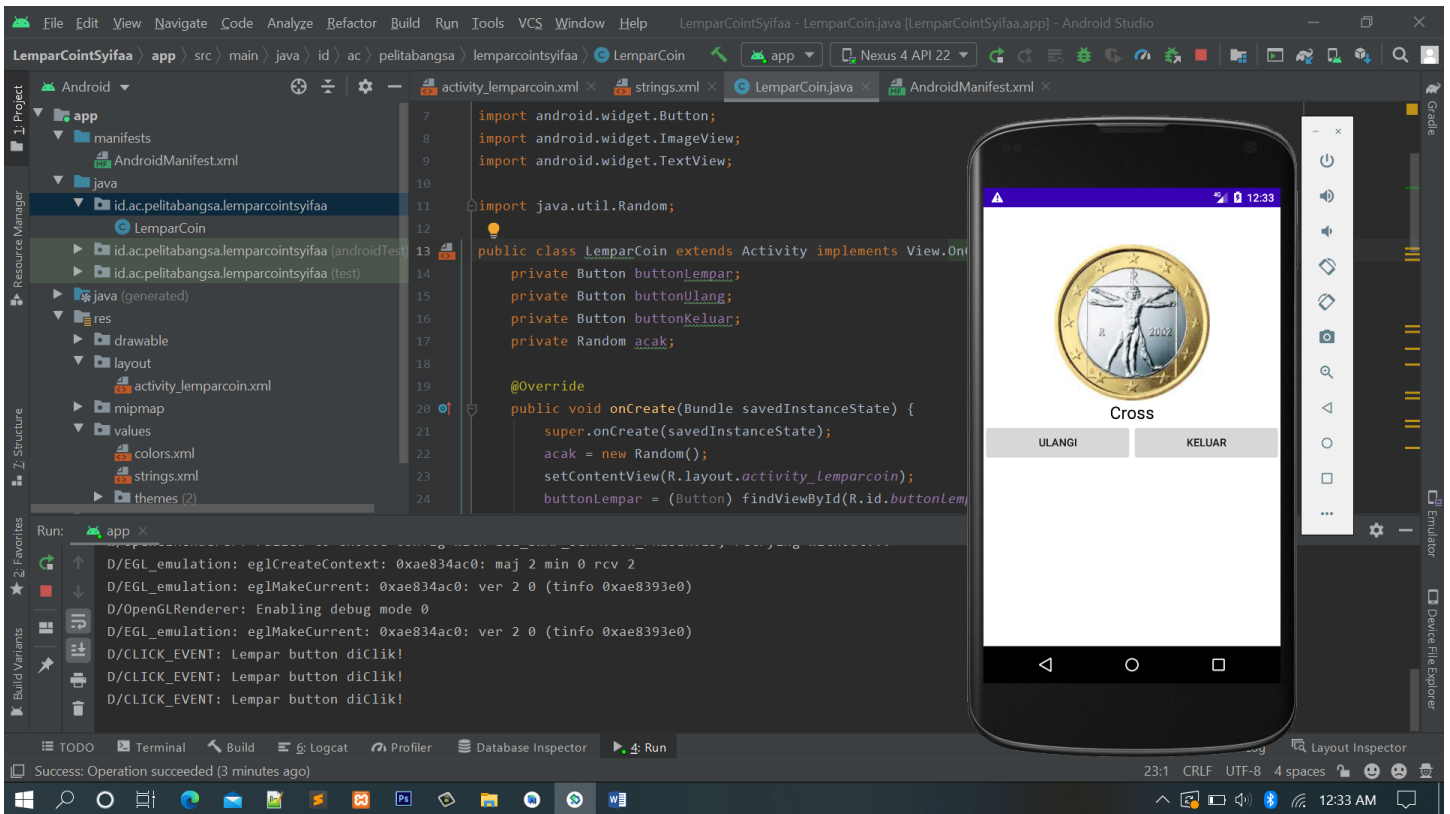 File Edit View Navigate Code Analyze Refactor Build Run Tools VCS Window Help LemparCointSyifaa - LemparCoin.java [LemparCointSyifaa.app] - Android Studio
LemparCointSyifaa app src main java id ac pelitabangsa lemparcointsyifaa LemparCoin app Nexus 4 API 22
Android
activity_lemparcoin.xml strings.xml LemparCoin.java AndroidManifest.xml
1: Project
Resource Manager
7: Structure
2: Favorites
Build Variants
app
manifests
AndroidManifest.xml
java
id.ac.pelitabangsa.lemparcointsyifaa
LemparCoin
id.ac.pelitabangsa.lemparcointsyifaa (androidTest)
id.ac.pelitabangsa.lemparcointsyifaa (test)
java (generated)
res
drawable
layout
activity_lemparcoin.xml
mipmap
values
colors.xml
strings.xml
themes (2)
7 import android.widget.Button;
8 import android.widget.ImageView;
9 import android.widget.TextView;
10
11 import java.util.Random;
12
13 public class LemparCoin extends Activity implements View.On
14 private Button buttonLempar;
15 private Button buttonUlang;
16 private Button buttonKeluar;
17 private Random acak;
18
19 @Override
20 public void onCreate(Bundle savedInstanceState) {
21 super.onCreate(savedInstanceState);
22 acak = new Random();
23 setContentView(R.layout.activity_lemparcoin);
24 buttonLempar = (Button) findViewById(R.id.buttonlemp
4G 12:33
R
R 2002
Cross
ULANGI KELUAR
Gradle
Emulator
Device File Explorer
Run: app
D/EGL_emulation: eglCreateContext: 0xae834ac0: maj 2 min 0 rcv 2
D/EGL_emulation: eglMakeCurrent: 0xae834ac0: ver 2 0 (tinfo 0xae8393e0)
D/OpenGLRenderer: Enabling debug mode 0
D/EGL_emulation: eglMakeCurrent: 0xae834ac0: ver 2 0 (tinfo 0xae8393e0)
D/CLICK_EVENT: Lempar button diClik!
D/CLICK_EVENT: Lempar button diClik!
D/CLICK_EVENT: Lempar button diClik!
TODO Terminal Build 6: Logcat Profiler Database Inspector 4: Run Layout Inspector
Success: Operation succeeded (3 minutes ago) 23:1 CRLF UTF-8 4 spaces
Ps 12:33 AM